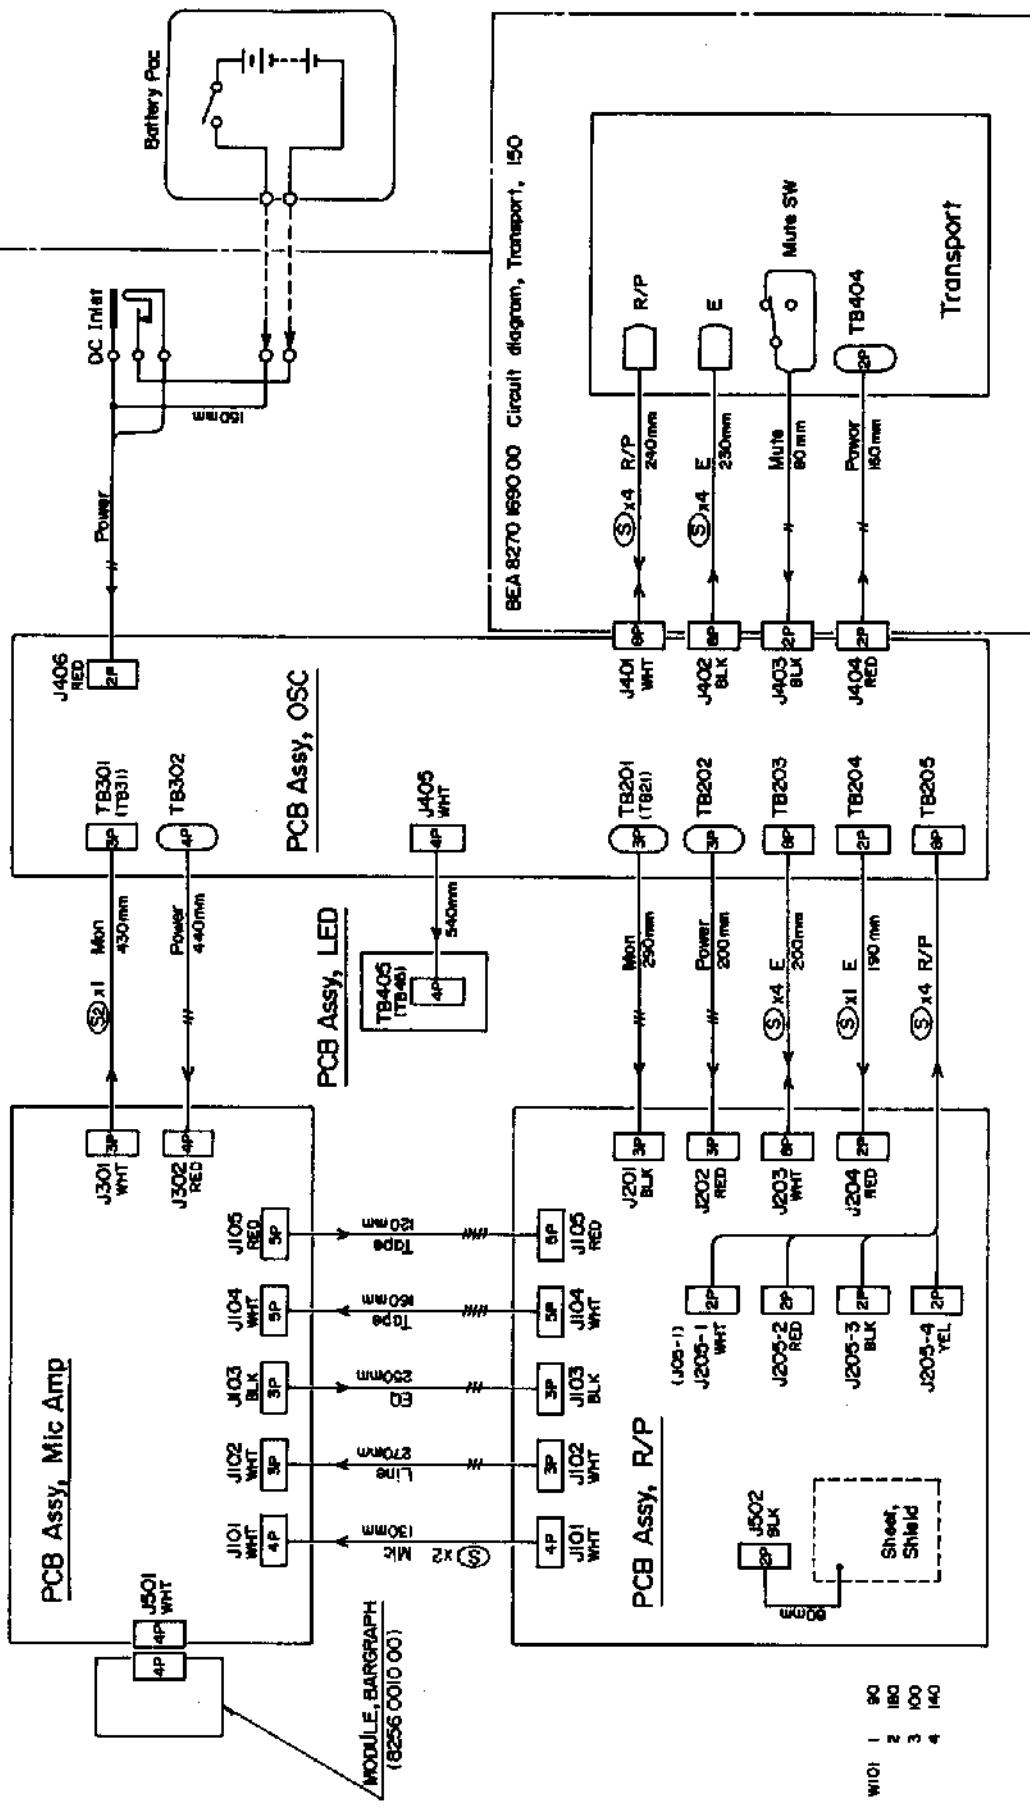 MODULE, BARGRAPH
(8256 0010 00)
4P
4P
J501
WHT
PCB Assy, Mic Amp
J101
WHT
4P
J102
WHT
3P
J103
BLK
3P
J104
WHT
5P
J105
RED
5P
J301
WHT
3P
J302
RED
4P
Mic
130mm
(S) x2
Line
270mm
EQ
250mm
Tape
160mm
Tape
120mm
(S2) x1
Mon
430mm
Power
440mm
PCB Assy, LED
TB405
4P
540mm
PCB Assy, OSC
3P
TB301
(TB31)
4P
TB302
4P
J405
WHT
J406
RED
2P
Power
DC Inlet
150mm
Battery Pac
PCB Assy, R/P
4P
J101
WHT
3P
J102
WHT
3P
J103
BLK
5P
J104
WHT
J105
RED
J502
BLK
2P
60mm
Sheet,
Shield
(J05-1)
J205-1
WHT
2P
J205-2
RED
2P
J205-3
BLK
2P
J205-4
YEL
2P
J201
BLK
3P
J202
RED
3P
J203
WHT
8P
J204
RED
2P
Mon
290mm
Power
200mm
(S) x4 E
200mm
(S) x1 E
190mm
(S) x4 R/P
3P
TB201
(TB21)
3P
TB202
8P
TB203
2P
TB204
8P
TB205
J401
WHT
8P
J402
BLK
8P
J403
BLK
2P
J404
RED
2P
BEA 8270 1690 00 Circuit diagram, Transport, 150
(S) x4 R/P
240mm
(S) x4 E
230mm
Mute
80mm
Power
160mm
R/P
E
Mute SW
2P
TB404
Transport
W101 1 90
2 180
3 100
4 140